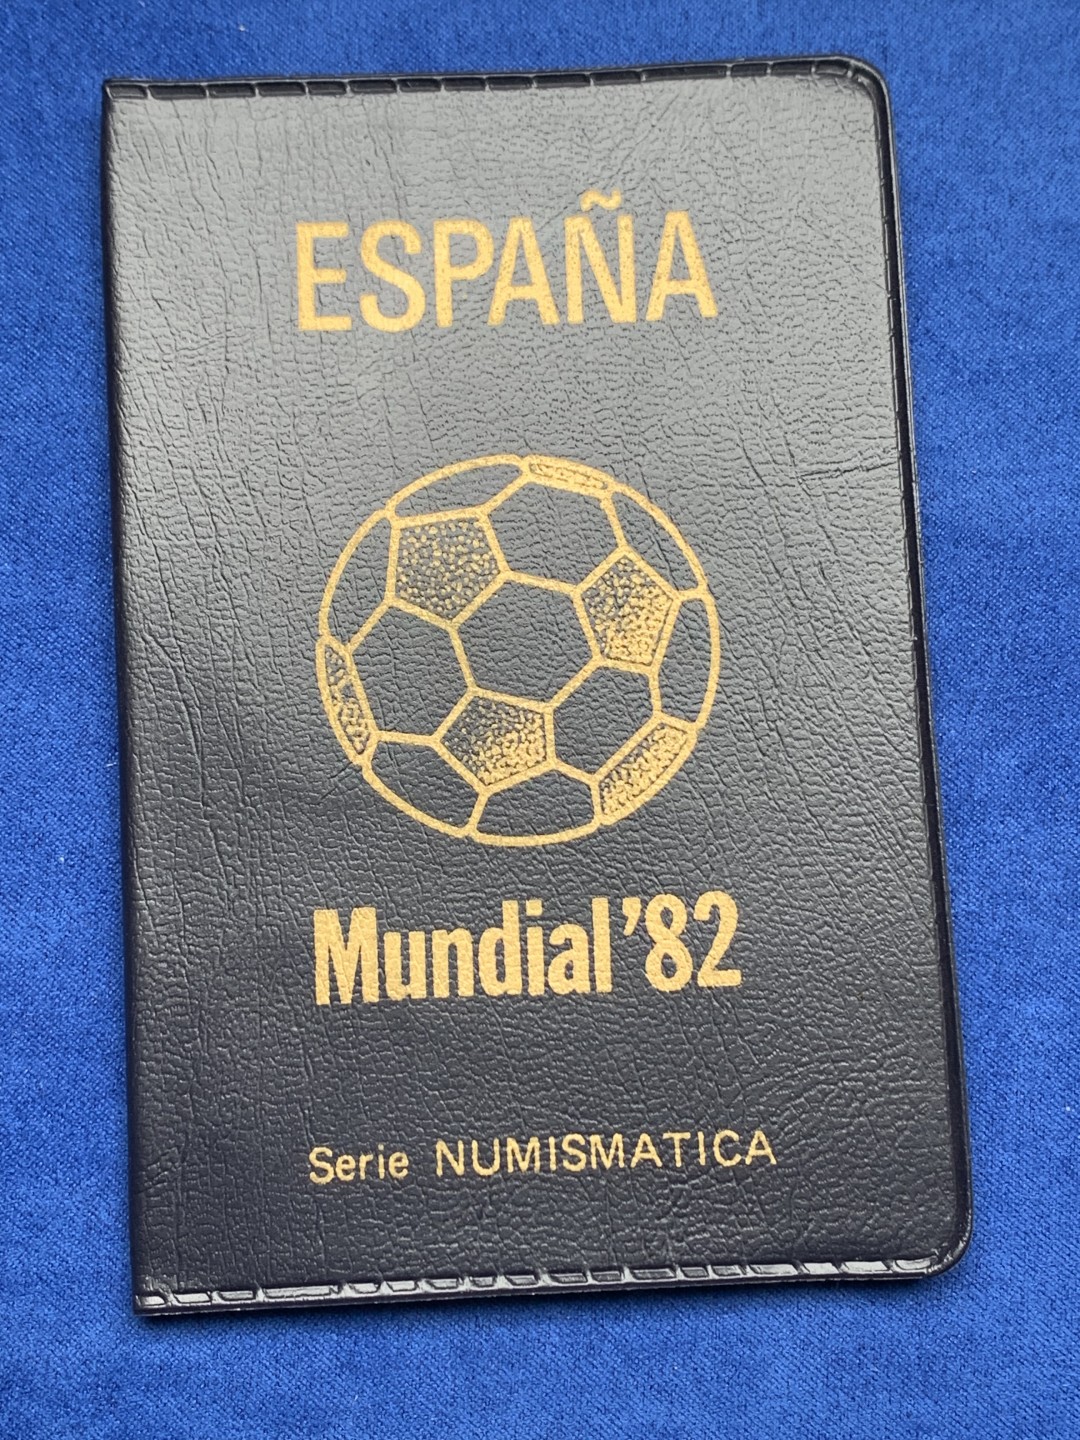 ESPAÑA
Mundial '82
Serie NUMISMATICA